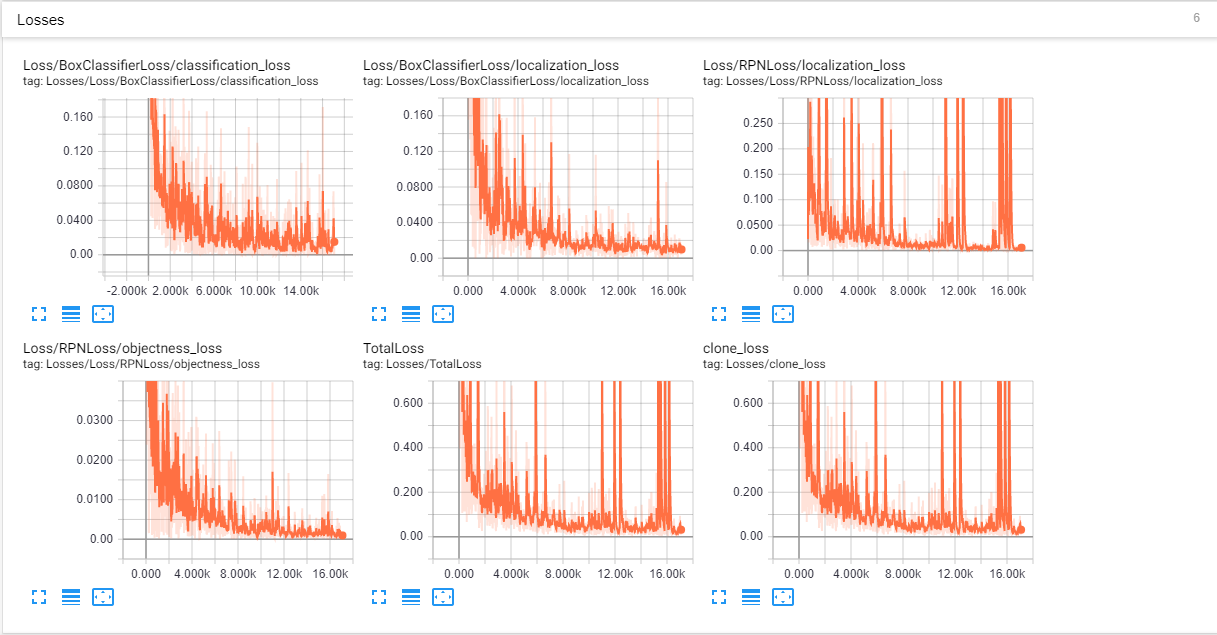 Losses
6
Loss/BoxClassifierLoss/classification_loss
tag: Losses/Loss/BoxClassifierLoss/classification_loss
0.160
0.120
0.0800
0.0400
0.00
-2.000k 2.000k 6.000k 10.00k 14.00k
Loss/BoxClassifierLoss/localization_loss
tag: Losses/Loss/BoxClassifierLoss/localization_loss
0.160
0.120
0.0800
0.0400
0.00
0.000 4.000k 8.000k 12.00k 16.00k
Loss/RPNLoss/localization_loss
tag: Losses/Loss/RPNLoss/localization_loss
0.250
0.200
0.150
0.100
0.0500
0.00
0.000 4.000k 8.000k 12.00k 16.00k
Loss/RPNLoss/objectness_loss
tag: Losses/Loss/RPNLoss/objectness_loss
0.0300
0.0200
0.0100
0.00
0.000 4.000k 8.000k 12.00k 16.00k
TotalLoss
tag: Losses/TotalLoss
0.600
0.400
0.200
0.00
0.000 4.000k 8.000k 12.00k 16.00k
clone_loss
tag: Losses/clone_loss
0.600
0.400
0.200
0.00
0.000 4.000k 8.000k 12.00k 16.00k